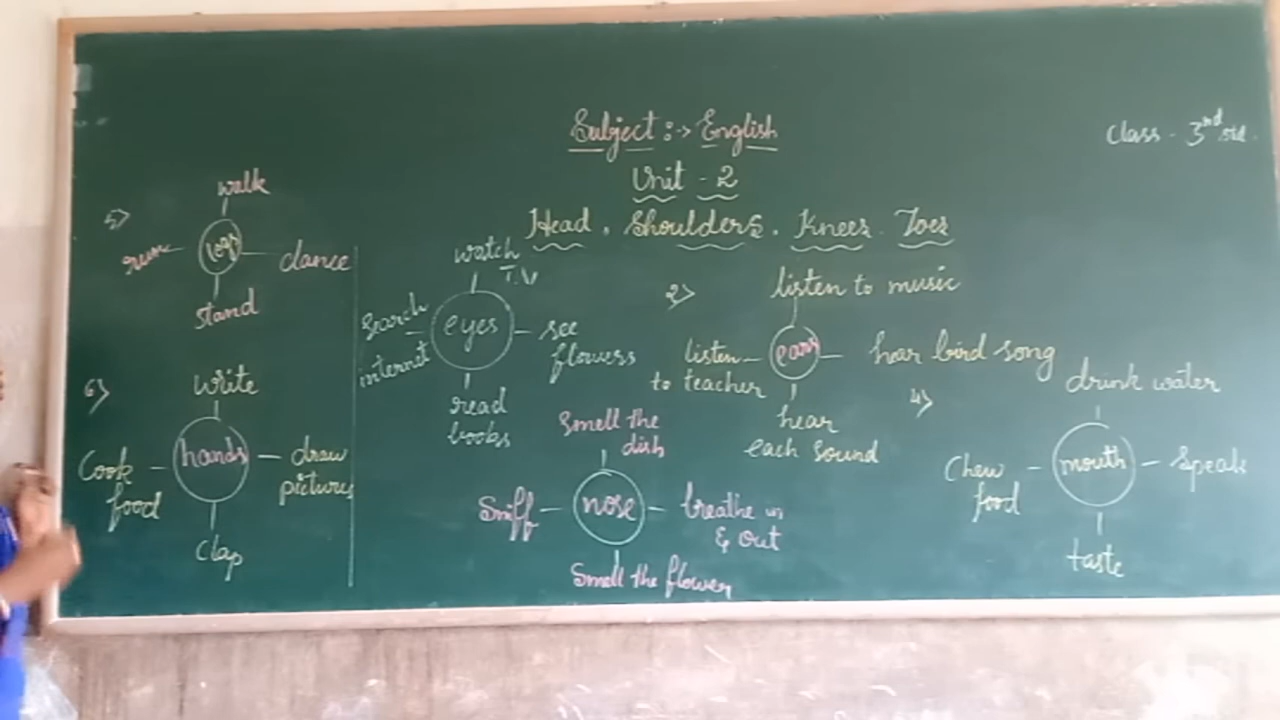 Subject :-> English
Class - 3nd std.
Unit - 2
Head, Shoulders, Knees, Toes
watch
T.V
Search
internet
eyes
see
flowers
read
books
2>
listen to music
listen
to teacher
ears
hear bird song
hear
each sound
Smell the
dish
Sniff
nose
breathe in
& out
Smell the flower
4>
drink water
Chew
food
mouth
Speak
taste
5>
walk
run
legs
dance
stand
6>
write
Cook
food
hands
draw
pictures
Clap